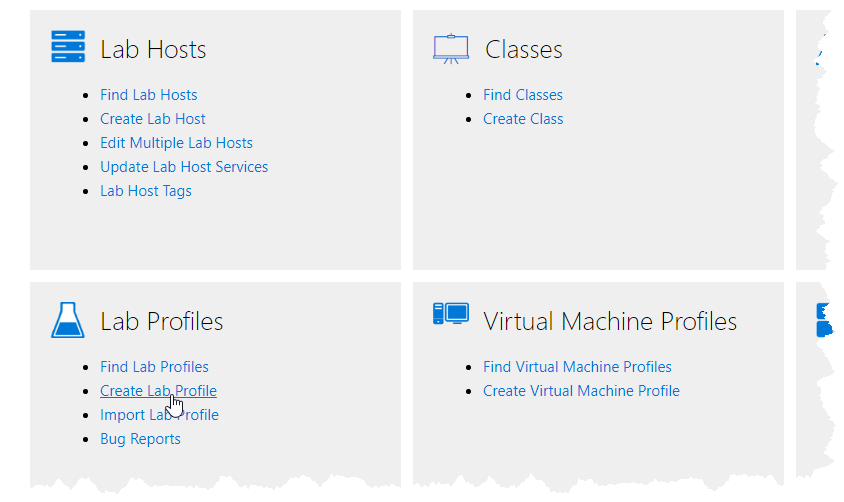 Lab Hosts
Find Lab Hosts
Create Lab Host
Edit Multiple Lab Hosts
Update Lab Host Services
Lab Host Tags
Classes
Find Classes
Create Class
Lab Profiles
Find Lab Profiles
Create Lab Profile
Import Lab Profile
Bug Reports
Virtual Machine Profiles
Find Virtual Machine Profiles
Create Virtual Machine Profile